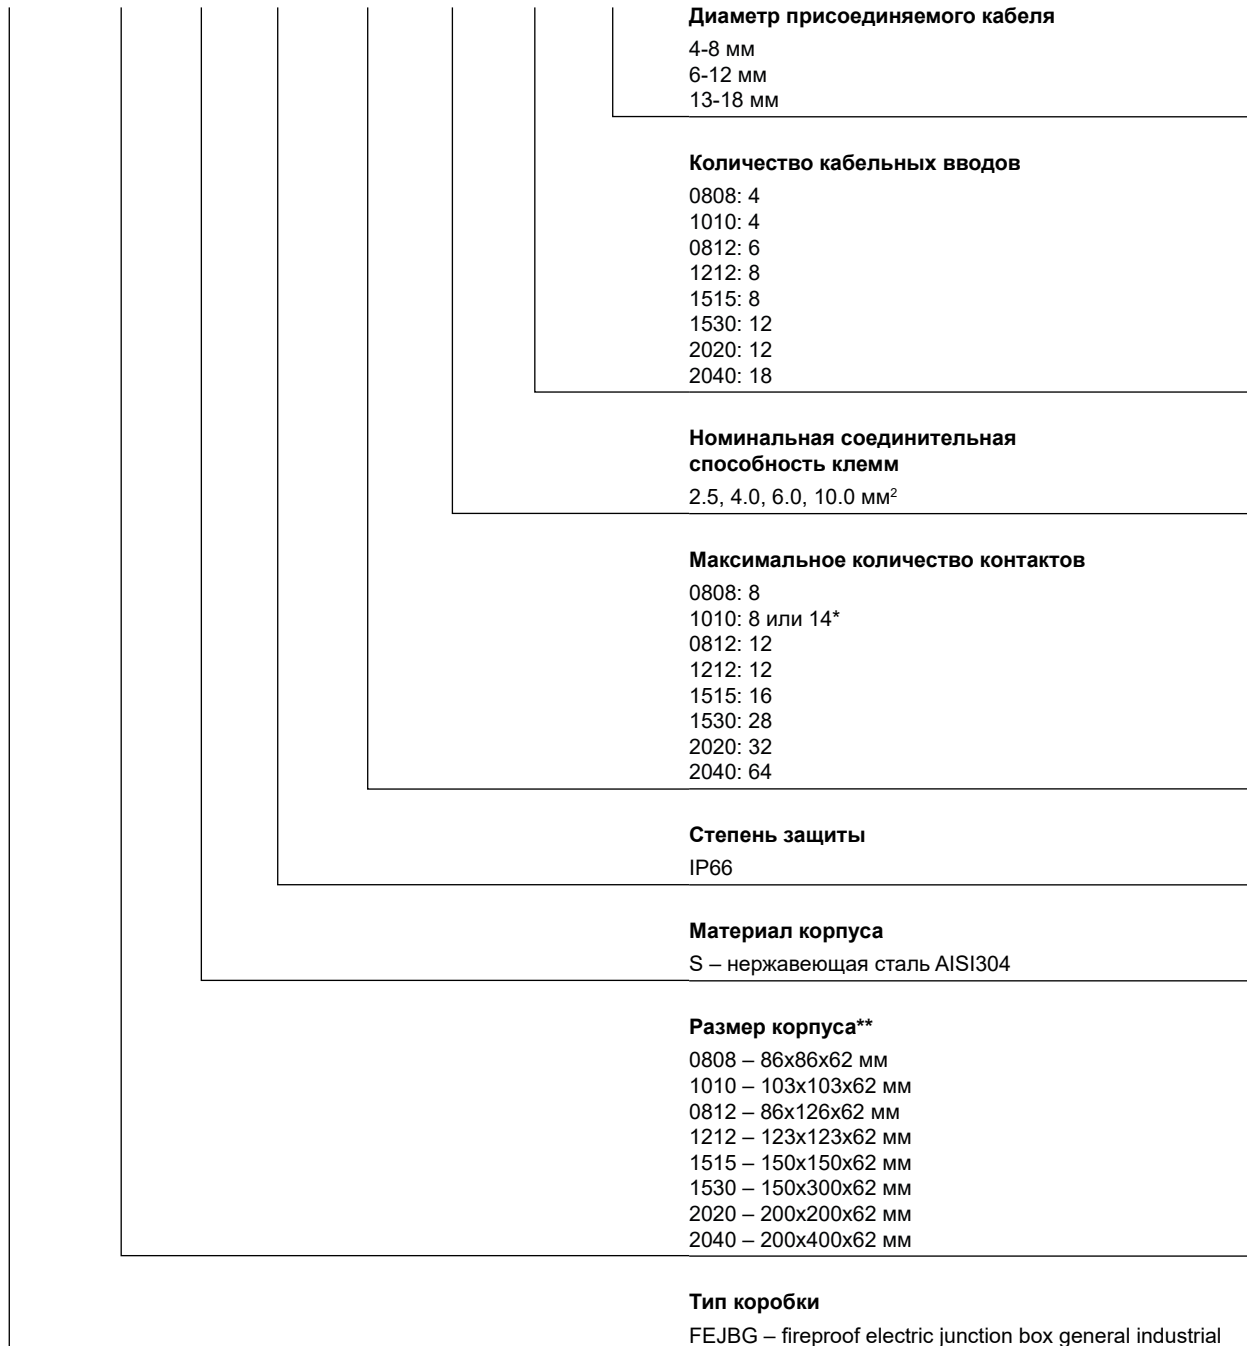 Диаметр присоединяемого кабеля
4-8 мм
6-12 мм
13-18 мм
Количество кабельных вводов
0808: 4
1010: 4
0812: 6
1212: 8
1515: 8
1530: 12
2020: 12
2040: 18
Номинальная соединительная
способность клемм
2.5, 4.0, 6.0, 10.0 мм²
Максимальное количество контактов
0808: 8
1010: 8 или 14*
0812: 12
1212: 12
1515: 16
1530: 28
2020: 32
2040: 64
Степень защиты
IP66
Материал корпуса
S – нержавеющая сталь AISI304
Размер корпуса**
0808 – 86x86x62 мм
1010 – 103x103x62 мм
0812 – 86x126x62 мм
1212 – 123x123x62 мм
1515 – 150x150x62 мм
1530 – 150x300x62 мм
2020 – 200x200x62 мм
2040 – 200x400x62 мм
Тип коробки
FEJBG – fireproof electric junction box general industrial